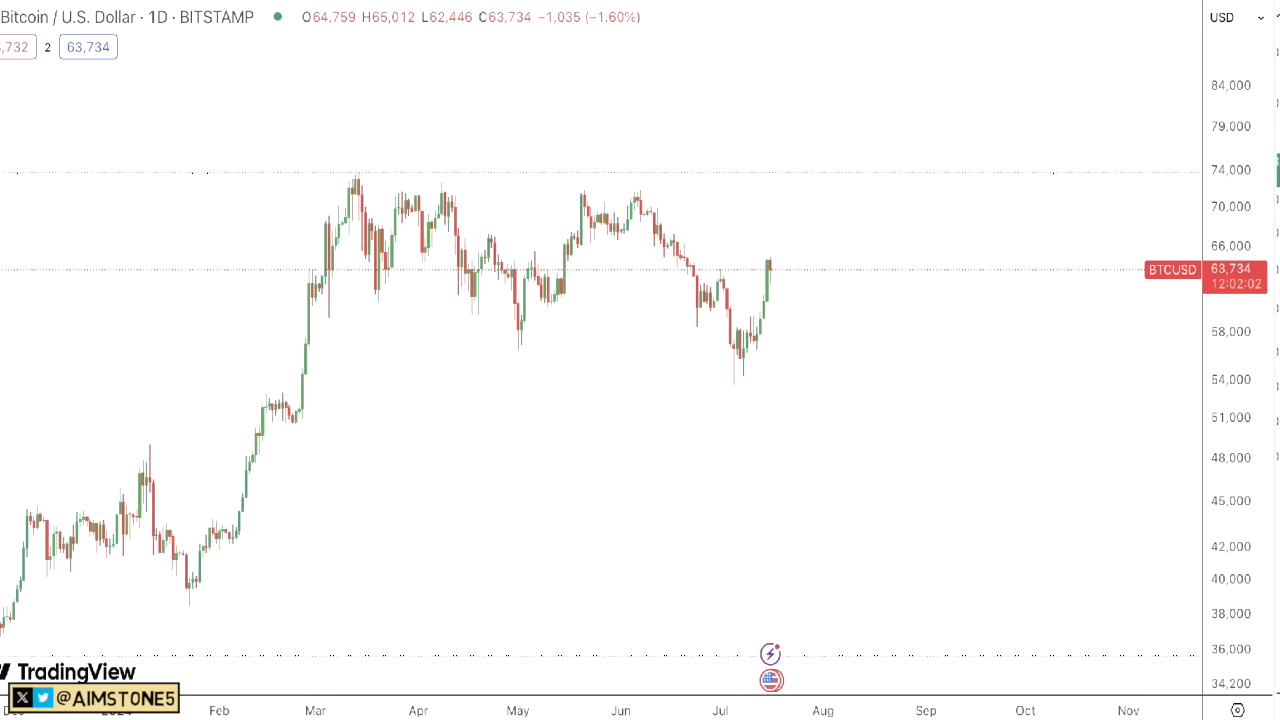 Bitcoin / U.S. Dollar · 1D · BITSTAMP O64,759 H65,012 L62,446 C63,734 −1,035 (−1.60%) USD
,732 2 63,734
84,000
79,000
74,000
70,000
66,000
BTCUSD 63,734
12:02:02
58,000
54,000
51,000
48,000
45,000
42,000
40,000
38,000
36,000
34,200
TradingView
@AIMSTONE5
Feb Mar Apr May Jun Jul Aug Sep Oct Nov